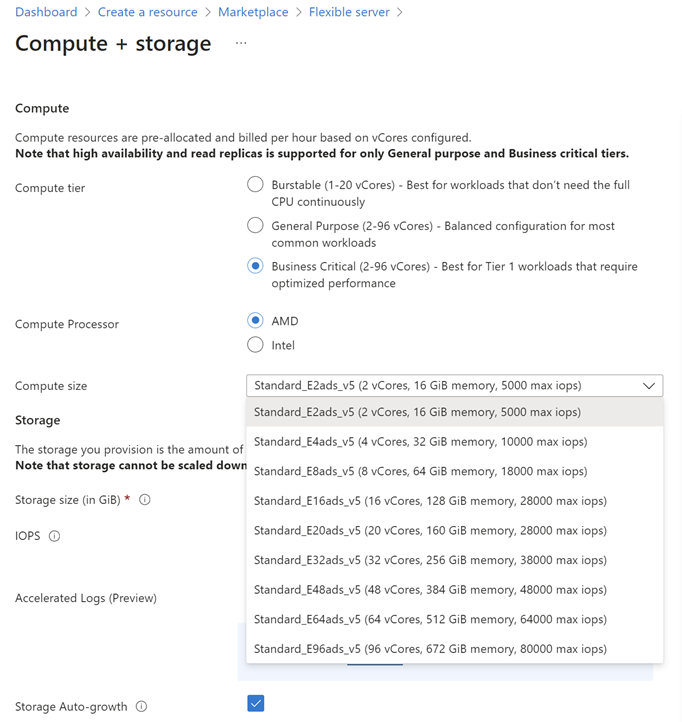 Dashboard > Create a resource > Marketplace > Flexible server >
Compute + storage ...
Compute
Compute resources are pre-allocated and billed per hour based on vCores configured.
Note that high availability and read replicas is supported for only General purpose and Business critical tiers.
Compute tier
Burstable (1-20 vCores) - Best for workloads that don't need the full
CPU continuously
General Purpose (2-96 vCores) - Balanced configuration for most
common workloads
Business Critical (2-96 vCores) - Best for Tier 1 workloads that require
optimized performance
Compute Processor
AMD
Intel
Compute size
Standard_E2ads_v5 (2 vCores, 16 GiB memory, 5000 max iops)
Standard_E2ads_v5 (2 vCores, 16 GiB memory, 5000 max iops)
Storage
Standard_E4ads_v5 (4 vCores, 32 GiB memory, 10000 max iops)
The storage you provision is the amount of
Note that storage cannot be scaled down
Standard_E8ads_v5 (8 vCores, 64 GiB memory, 18000 max iops)
Storage size (in GiB) *
Standard_E16ads_v5 (16 vCores, 128 GiB memory, 28000 max iops)
IOPS
Standard_E20ads_v5 (20 vCores, 160 GiB memory, 28000 max iops)
Standard_E32ads_v5 (32 vCores, 256 GiB memory, 38000 max iops)
Standard_E48ads_v5 (48 vCores, 384 GiB memory, 48000 max iops)
Accelerated Logs (Preview)
Standard_E64ads_v5 (64 vCores, 512 GiB memory, 64000 max iops)
Standard_E96ads_v5 (96 vCores, 672 GiB memory, 80000 max iops)
Storage Auto-growth